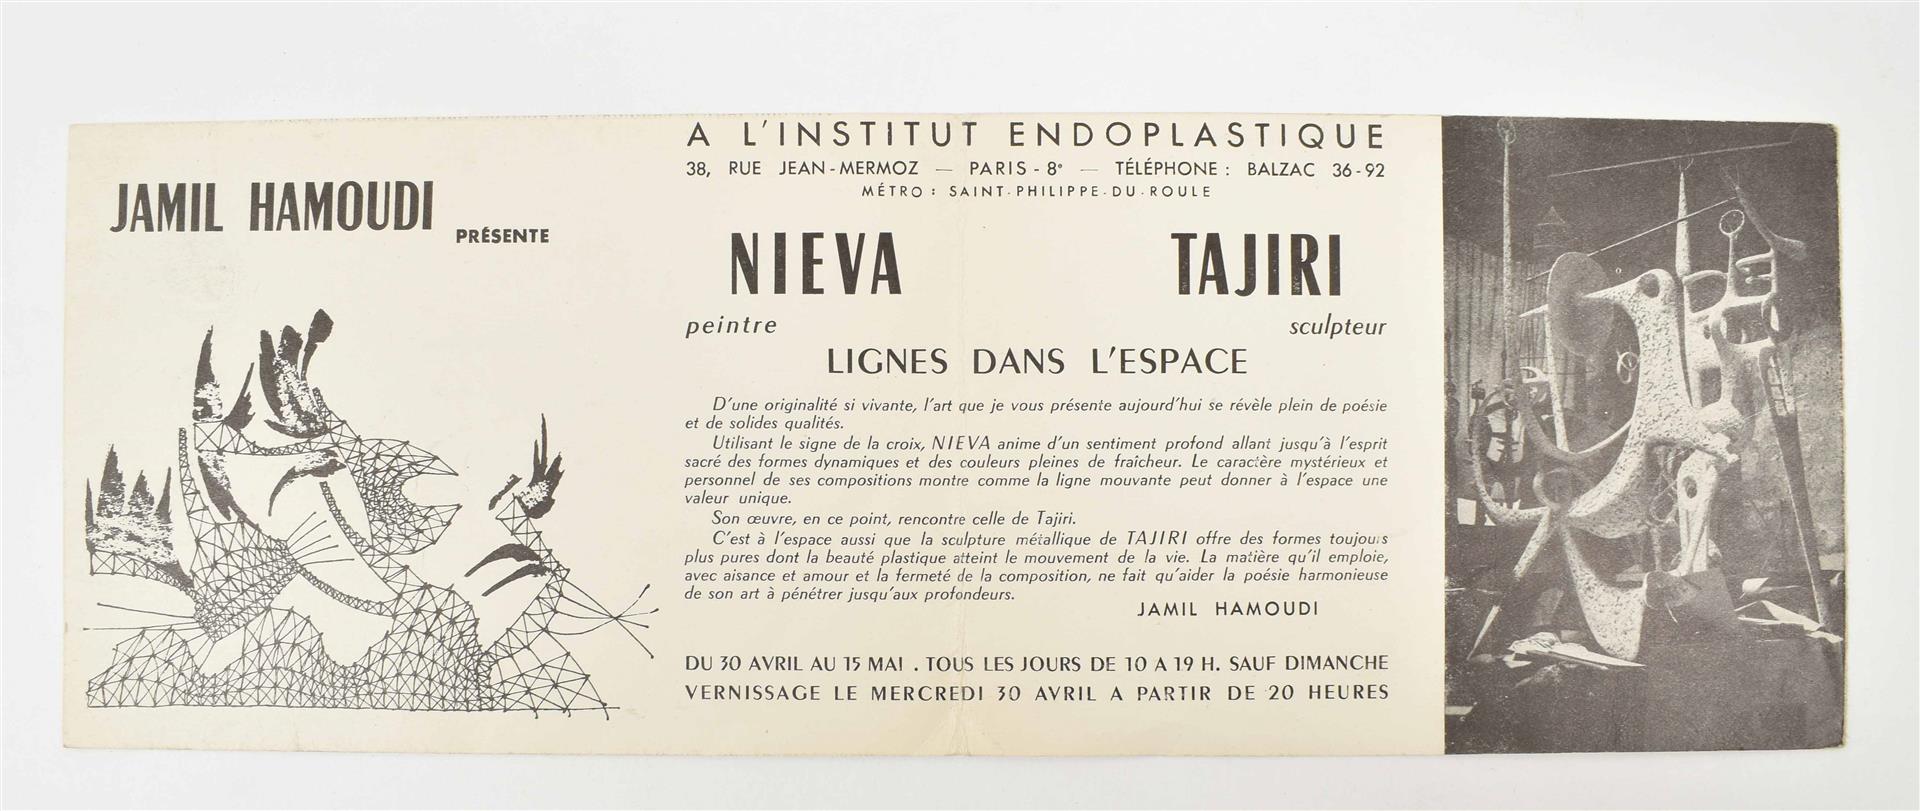 JAMIL HAMOUDI PRÉSENTE
A L'INSTITUT ENDOPLASTIQUE
38, RUE JEAN-MERMOZ — PARIS - 8e — TÉLÉPHONE : BALZAC 36-92
MÉTRO : SAINT-PHILIPPE-DU-ROULE
NIEVA TAJIRI
peintre sculpteur
LIGNES DANS L'ESPACE
D'une originalité si vivante, l'art que je vous présente aujourd'hui se révèle plein de poésie
et de solides qualités.
Utilisant le signe de la croix, NIEVA anime d'un sentiment profond allant jusqu'à l'esprit
sacré des formes dynamiques et des couleurs pleines de fraîcheur. Le caractère mystérieux et
personnel de ses compositions montre comme la ligne mouvante peut donner à l'espace une
valeur unique.
Son œuvre, en ce point, rencontre celle de Tajiri.
C'est à l'espace aussi que la sculpture métallique de TAJIRI offre des formes toujours
plus pures dont la beauté plastique atteint le mouvement de la vie. La matière qu'il emploie,
avec aisance et amour et la fermeté de la composition, ne fait qu'aider la poésie harmonieuse
de son art à pénétrer jusqu'aux profondeurs.
JAMIL HAMOUDI
DU 30 AVRIL AU 15 MAI . TOUS LES JOURS DE 10 A 19 H. SAUF DIMANCHE
VERNISSAGE LE MERCREDI 30 AVRIL A PARTIR DE 20 HEURES